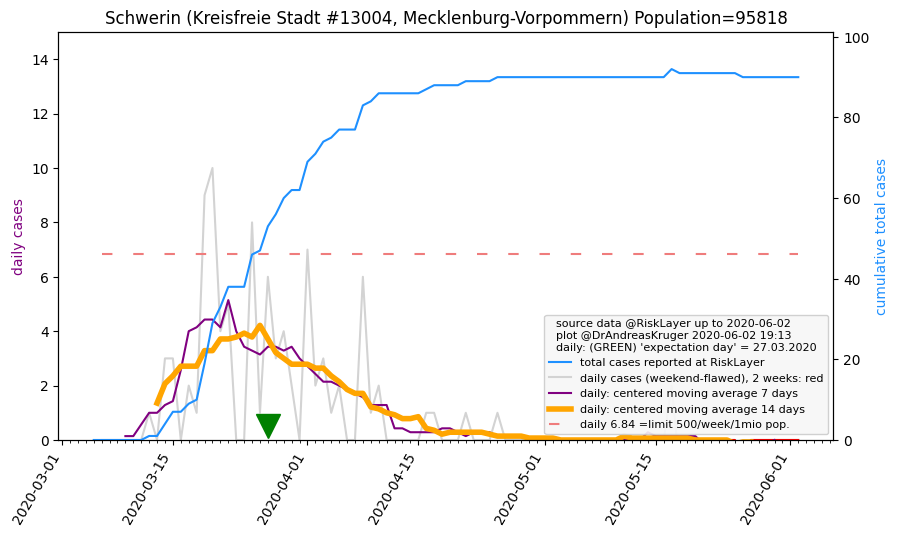 Schwerin (Kreisfreie Stadt #13004, Mecklenburg-Vorpommern) Population=95818
14
12
10
8
6
4
2
0
daily cases
100
80
60
40
20
0
cumulative total cases
source data @RiskLayer up to 2020-06-02
plot @DrAndreasKruger 2020-06-02 19:13
daily: (GREEN) 'expectation day' = 27.03.2020
total cases reported at RiskLayer
daily cases (weekend-flawed), 2 weeks: red
daily: centered moving average 7 days
daily: centered moving average 14 days
daily 6.84 =limit 500/week/1mio pop.
2020-03-01
2020-03-15
2020-04-01
2020-04-15
2020-05-01
2020-05-15
2020-06-01